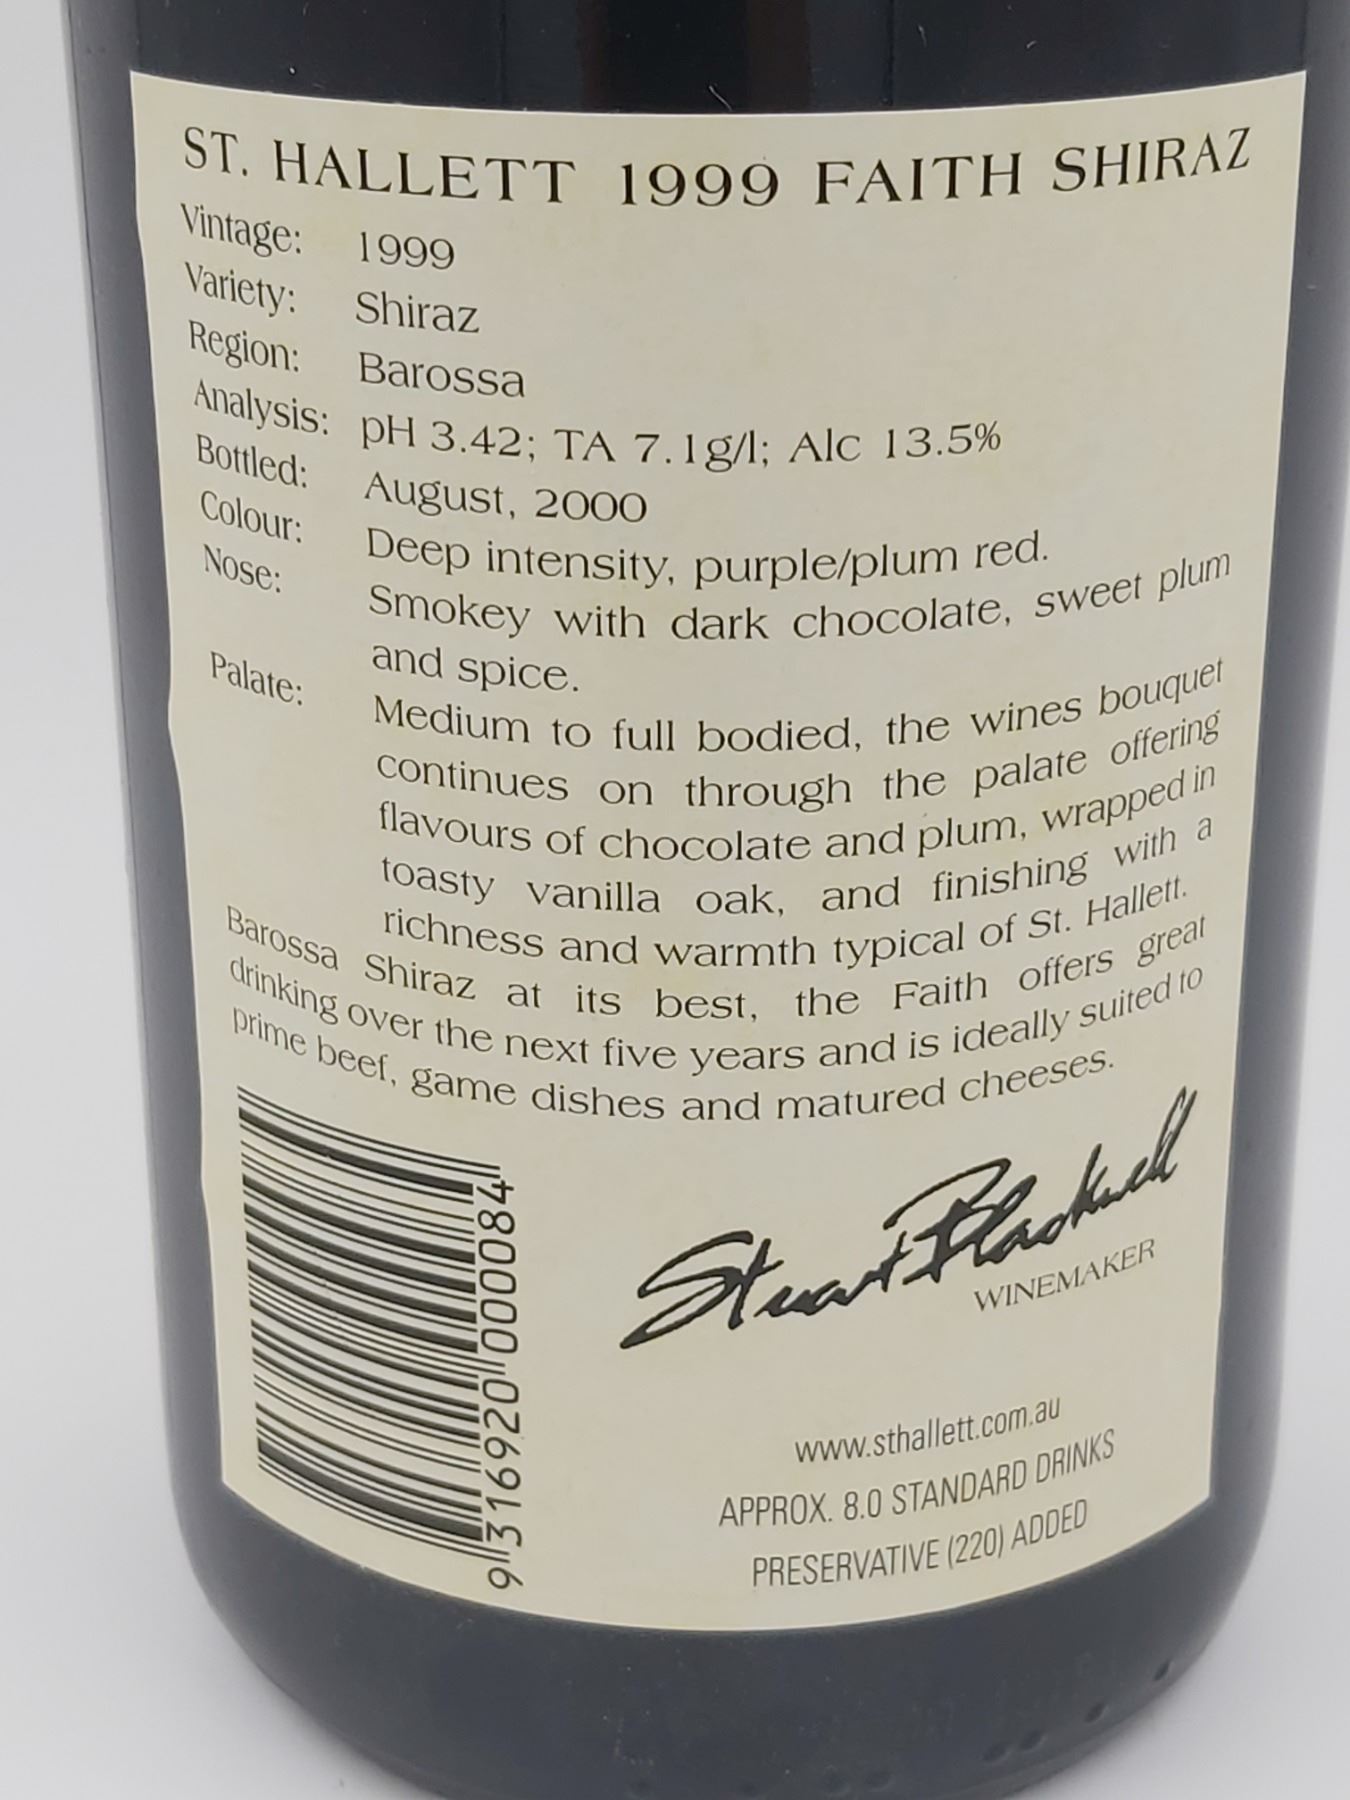 ST. HALLETT 1999 FAITH SHIRAZ
Vintage: 1999
Variety: Shiraz
Region: Barossa
Analysis: pH 3.42; TA 7.1g/l; Alc 13.5%
Bottled: August, 2000
Colour: Deep intensity, purple/plum red.
Nose: Smokey with dark chocolate, sweet plum
and spice.
Palate: Medium to full bodied, the wines bouquet
continues on through the palate offering
flavours of chocolate and plum, wrapped in
toasty vanilla oak, and finishing with a
richness and warmth typical of St. Hallett.
Barossa Shiraz at its best, the Faith offers great
drinking over the next five years and is ideally suited to
prime beef, game dishes and matured cheeses.
Stuart Blackwell
WINEMAKER
9 316920 000084
www.sthallett.com.au
APPROX. 8.0 STANDARD DRINKS
PRESERVATIVE (220) ADDED